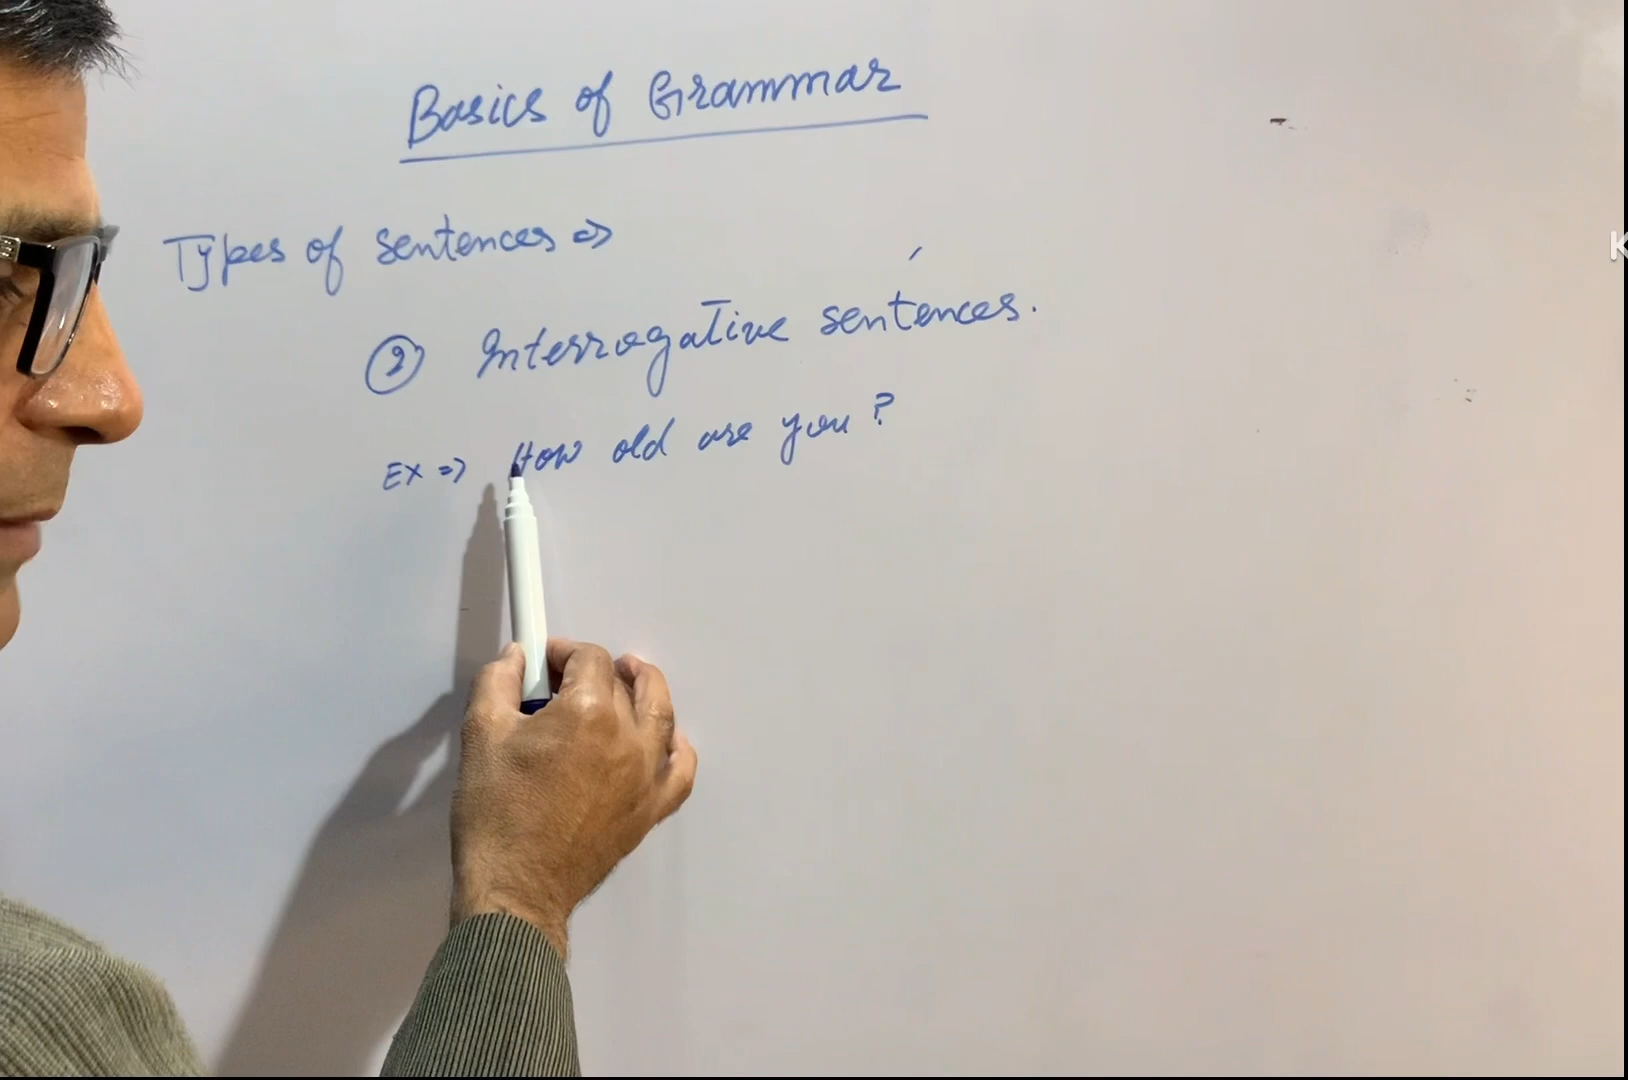 Basics of Grammar
Types of sentences ⇒
② Interrogative sentences.
Ex ⇒ How old are you?
K